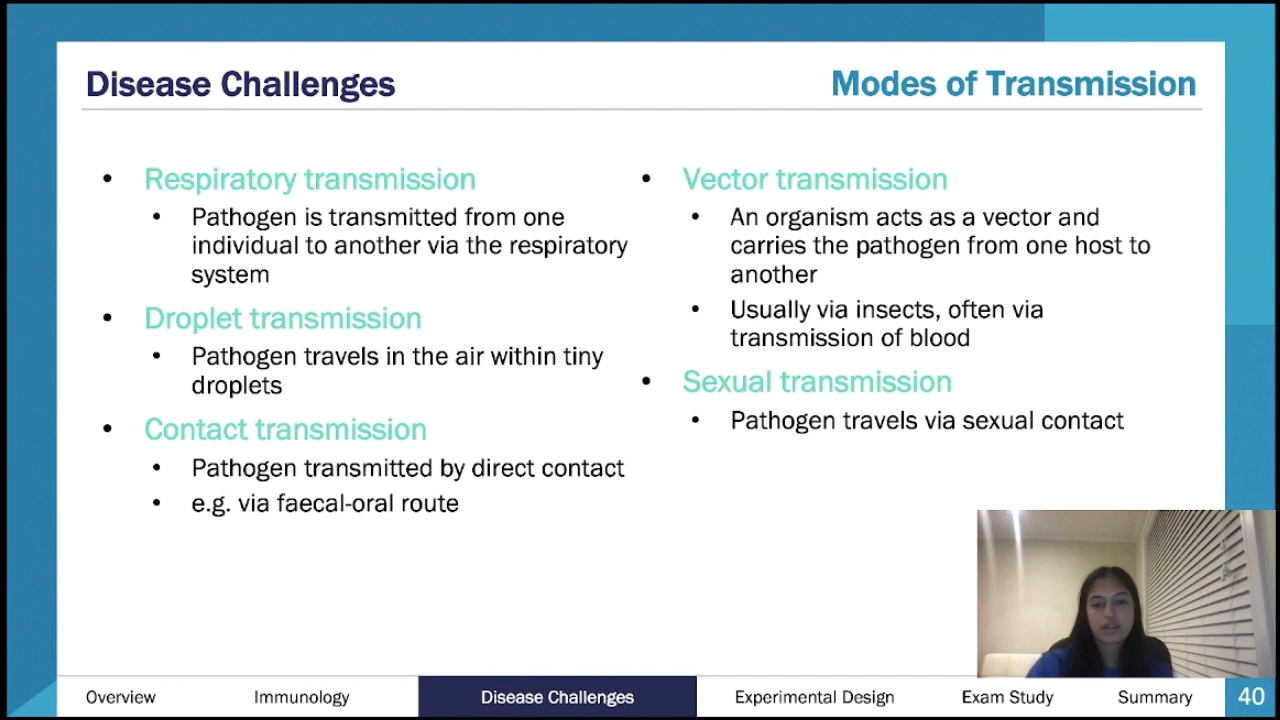 Disease Challenges
Modes of Transmission
• Respiratory transmission
• Pathogen is transmitted from one
individual to another via the respiratory
system
• Droplet transmission
• Pathogen travels in the air within tiny
droplets
• Contact transmission
• Pathogen transmitted by direct contact
• e.g. via faecal-oral route
• Vector transmission
• An organism acts as a vector and
carries the pathogen from one host to
another
• Usually via insects, often via
transmission of blood
• Sexual transmission
• Pathogen travels via sexual contact
Overview
Immunology
Disease Challenges
Experimental Design
Exam Study
Summary
40